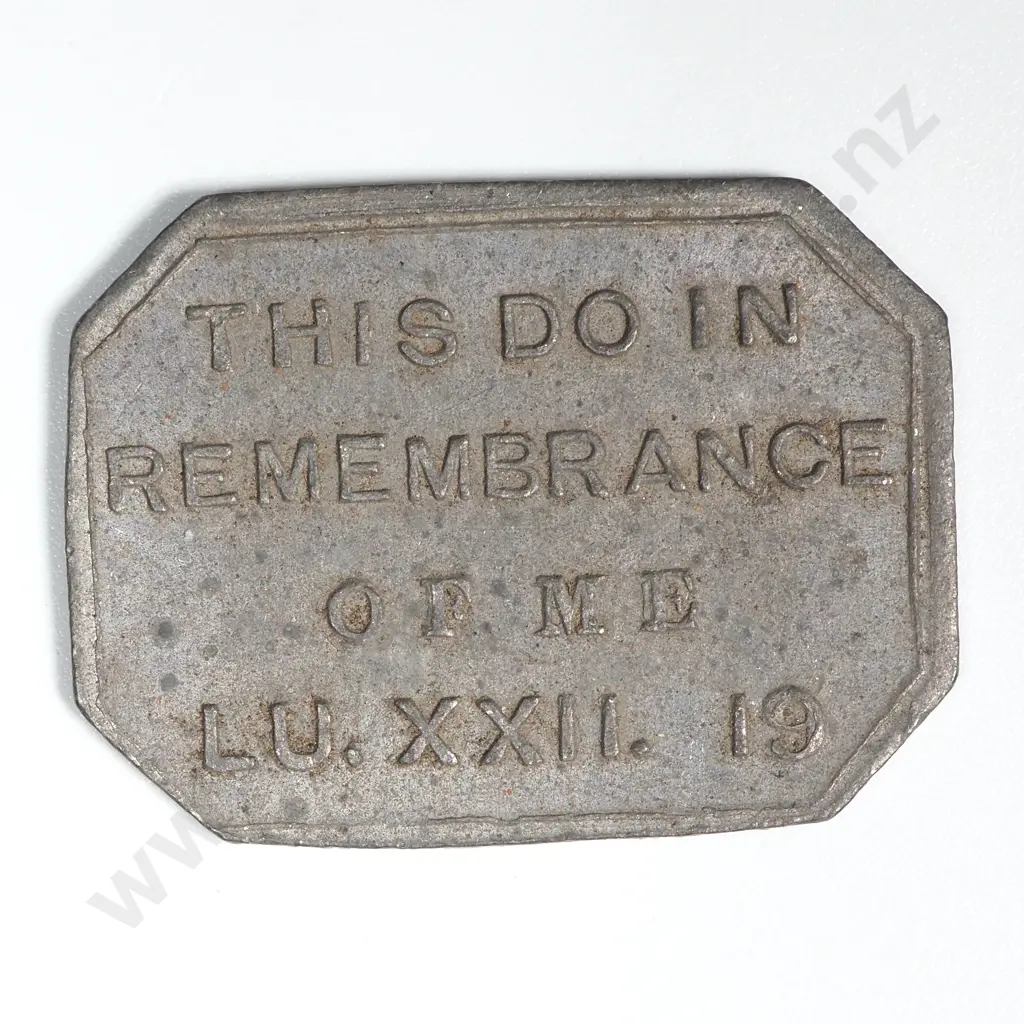 THIS DO IN
REMEMBRANCE
OF ME
LU. XXII. 19